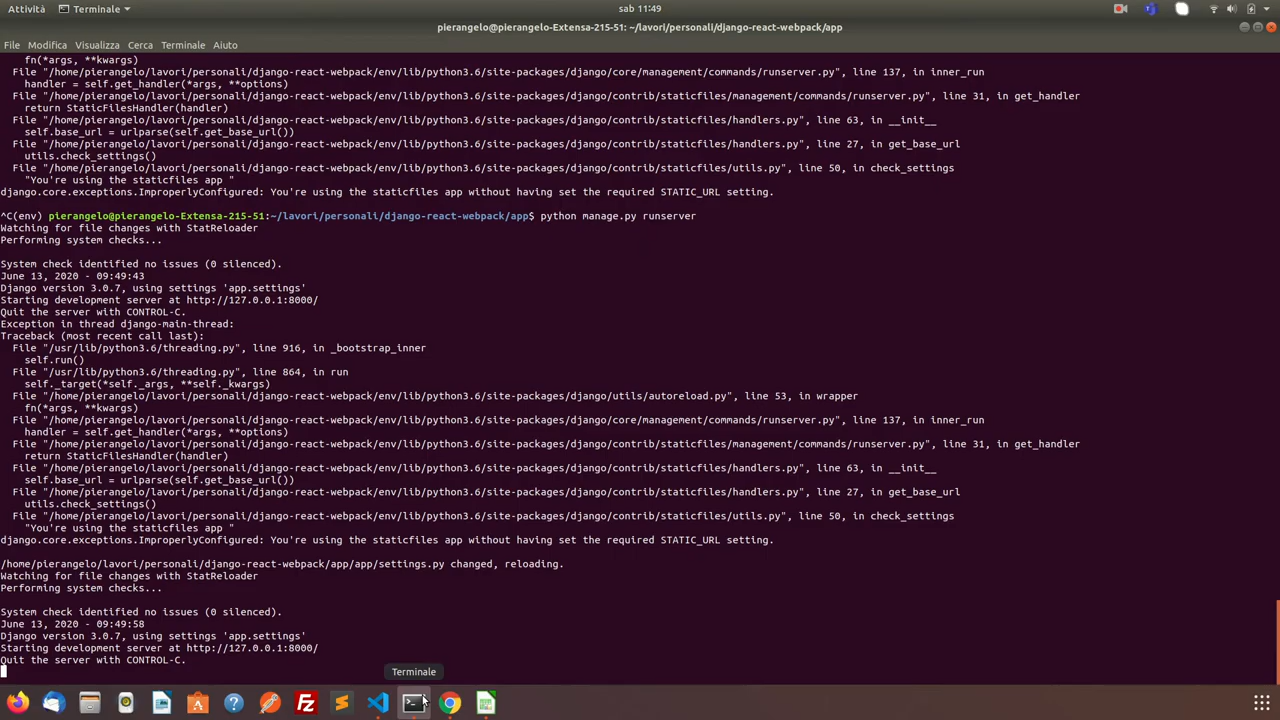 Attività
Terminale
sab 11:49
pierangelo@pierangelo-Extensa-215-51: ~/lavori/personali/django-react-webpack/app
File Modifica Visualizza Cerca Terminale Aiuto
fn(*args, **kwargs)
File "/home/pierangelo/lavori/personali/django-react-webpack/env/lib/python3.6/site-packages/django/core/management/commands/runserver.py", line 137, in inner_run
handler = self.get_handler(*args, **options)
File "/home/pierangelo/lavori/personali/django-react-webpack/env/lib/python3.6/site-packages/django/contrib/staticfiles/management/commands/runserver.py", line 31, in get_handler
return StaticFilesHandler(handler)
File "/home/pierangelo/lavori/personali/django-react-webpack/env/lib/python3.6/site-packages/django/contrib/staticfiles/handlers.py", line 63, in __init__
self.base_url = urlparse(self.get_base_url())
File "/home/pierangelo/lavori/personali/django-react-webpack/env/lib/python3.6/site-packages/django/contrib/staticfiles/handlers.py", line 27, in get_base_url
utils.check_settings()
File "/home/pierangelo/lavori/personali/django-react-webpack/env/lib/python3.6/site-packages/django/contrib/staticfiles/utils.py", line 50, in check_settings
"You're using the staticfiles app "
django.core.exceptions.ImproperlyConfigured: You're using the staticfiles app without having set the required STATIC_URL setting.
^C(env) pierangelo@pierangelo-Extensa-215-51:~/lavori/personali/django-react-webpack/app$ python manage.py runserver
Watching for file changes with StatReloader
Performing system checks...
System check identified no issues (0 silenced).
June 13, 2020 - 09:49:43
Django version 3.0.7, using settings 'app.settings'
Starting development server at http://127.0.0.1:8000/
Quit the server with CONTROL-C.
Exception in thread django-main-thread:
Traceback (most recent call last):
File "/usr/lib/python3.6/threading.py", line 916, in _bootstrap_inner
self.run()
File "/usr/lib/python3.6/threading.py", line 864, in run
self._target(*self._args, **self._kwargs)
File "/home/pierangelo/lavori/personali/django-react-webpack/env/lib/python3.6/site-packages/django/utils/autoreload.py", line 53, in wrapper
fn(*args, **kwargs)
File "/home/pierangelo/lavori/personali/django-react-webpack/env/lib/python3.6/site-packages/django/core/management/commands/runserver.py", line 137, in inner_run
handler = self.get_handler(*args, **options)
File "/home/pierangelo/lavori/personali/django-react-webpack/env/lib/python3.6/site-packages/django/contrib/staticfiles/management/commands/runserver.py", line 31, in get_handler
return StaticFilesHandler(handler)
File "/home/pierangelo/lavori/personali/django-react-webpack/env/lib/python3.6/site-packages/django/contrib/staticfiles/handlers.py", line 63, in __init__
self.base_url = urlparse(self.get_base_url())
File "/home/pierangelo/lavori/personali/django-react-webpack/env/lib/python3.6/site-packages/django/contrib/staticfiles/handlers.py", line 27, in get_base_url
utils.check_settings()
File "/home/pierangelo/lavori/personali/django-react-webpack/env/lib/python3.6/site-packages/django/contrib/staticfiles/utils.py", line 50, in check_settings
"You're using the staticfiles app "
django.core.exceptions.ImproperlyConfigured: You're using the staticfiles app without having set the required STATIC_URL setting.
/home/pierangelo/lavori/personali/django-react-webpack/app/app/settings.py changed, reloading.
Watching for file changes with StatReloader
Performing system checks...
System check identified no issues (0 silenced).
June 13, 2020 - 09:49:58
Django version 3.0.7, using settings 'app.settings'
Starting development server at http://127.0.0.1:8000/
Quit the server with CONTROL-C.
Terminale